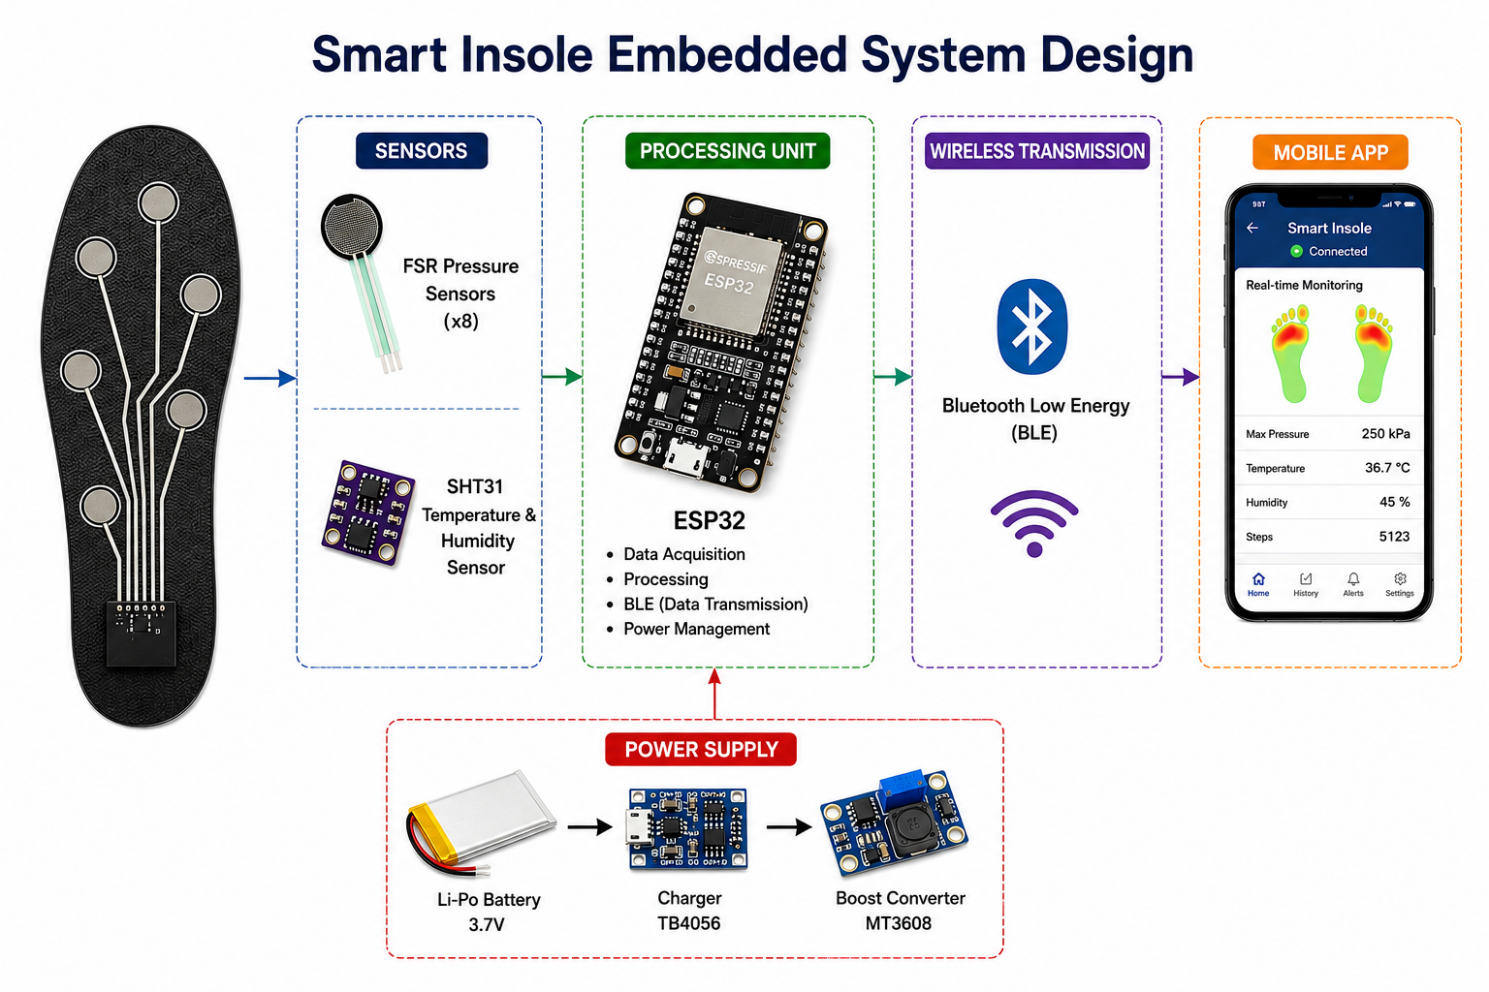 Smart Insole Embedded System Design
SENSORS
FSR Pressure
Sensors
(x8)
SHT31
Temperature &
Humidity
Sensor
PROCESSING UNIT
ESPRESSIF
ESP32
ESP32
• Data Acquisition
• Processing
• BLE (Data Transmission)
• Power Management
WIRELESS TRANSMISSION
Bluetooth Low Energy
(BLE)
MOBILE APP
Smart Insole
Connected
Real-time Monitoring
Max Pressure 250 kPa
Temperature 36.7 °C
Humidity 45 %
Steps 5123
Home History Alerts Settings
POWER SUPPLY
Li-Po Battery
3.7V
Charger
TB4056
Boost Converter
MT3608